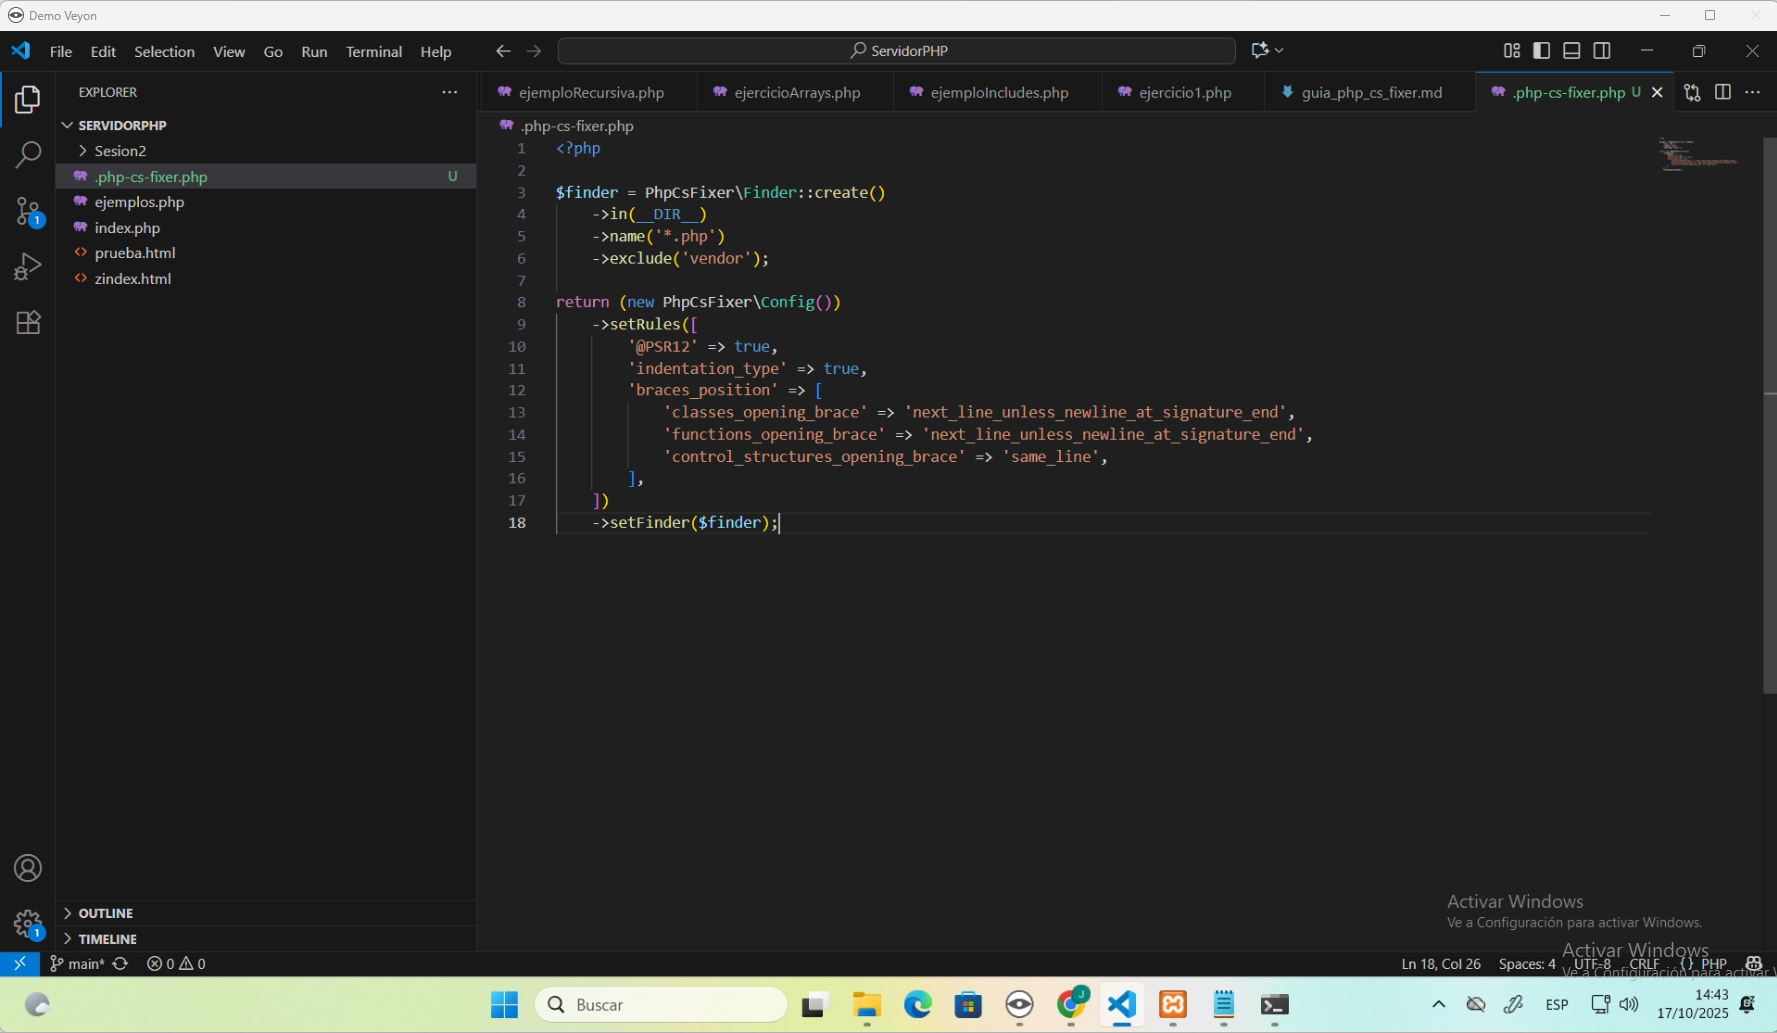 Demo Veyon
File Edit Selection View Go Run Terminal Help
ServidorPHP
EXPLORER
SERVIDORPHP
Sesion2
.php-cs-fixer.php U
ejemplos.php
index.php
prueba.html
zindex.html
OUTLINE
TIMELINE
ejemploRecursiva.php ejercicioArrays.php ejemploIncludes.php ejercicio1.php guia_php_cs_fixer.md .php-cs-fixer.php U
.php-cs-fixer.php
1 <?php
2
3 $finder = PhpCsFixer\Finder::create()
4 ->in(__DIR__)
5 ->name('*.php')
6 ->exclude('vendor');
7
8 return (new PhpCsFixer\Config())
9 ->setRules([
10 '@PSR12' => true,
11 'indentation_type' => true,
12 'braces_position' => [
13 'classes_opening_brace' => 'next_line_unless_newline_at_signature_end',
14 'functions_opening_brace' => 'next_line_unless_newline_at_signature_end',
15 'control_structures_opening_brace' => 'same_line',
16 ],
17 ])
18 ->setFinder($finder);
Activar Windows
Ve a Configuración para activar Windows.
Activar Windows
Ve a Configuración para activar W
1
1
main* 0 0
Ln 18, Col 26 Spaces: 4 UTF-8 CRLF {} PHP
Buscar
J
ESP
14:43
17/10/2025